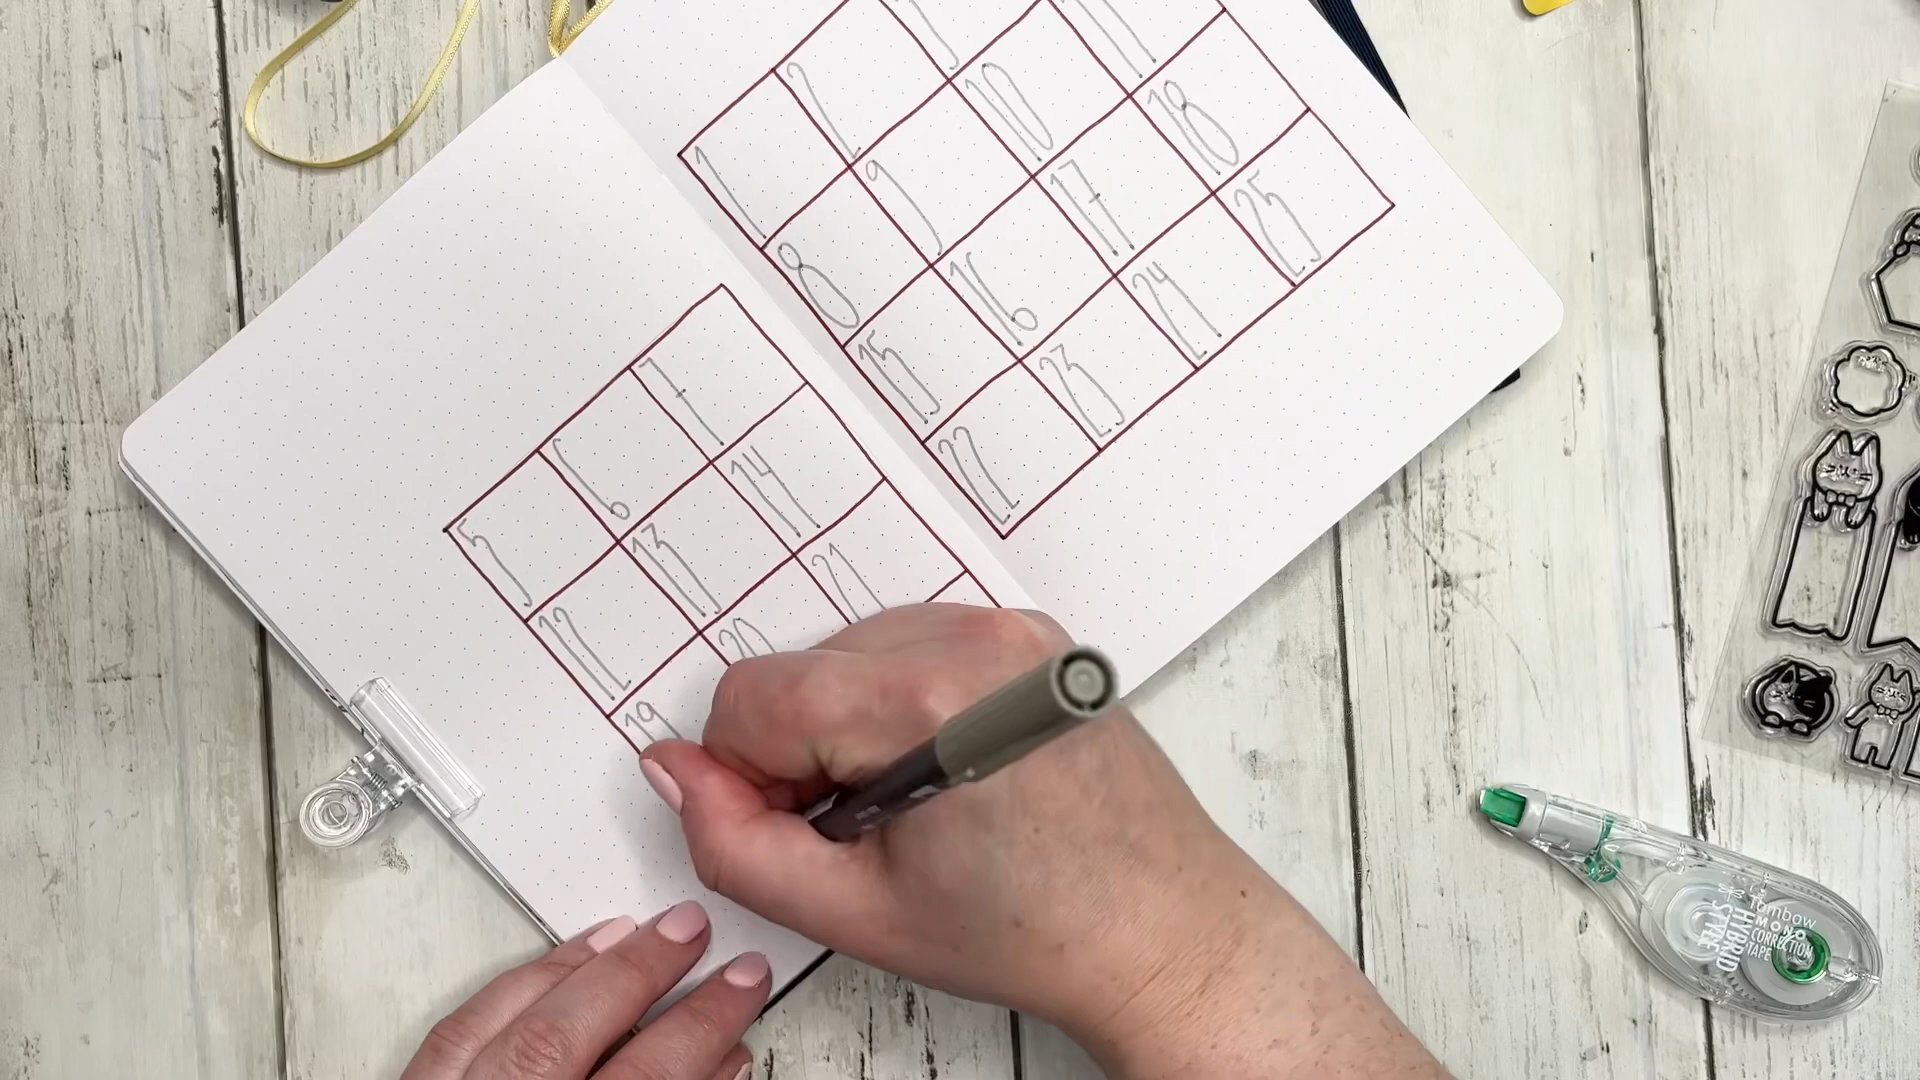 5 6 7
12 13 14
19 20 21
1 2
8 9 10
15 16 17 18
22 23 24 25
Tombow
MONO
CORRECTION
TAPE
HYBRID
STYLE